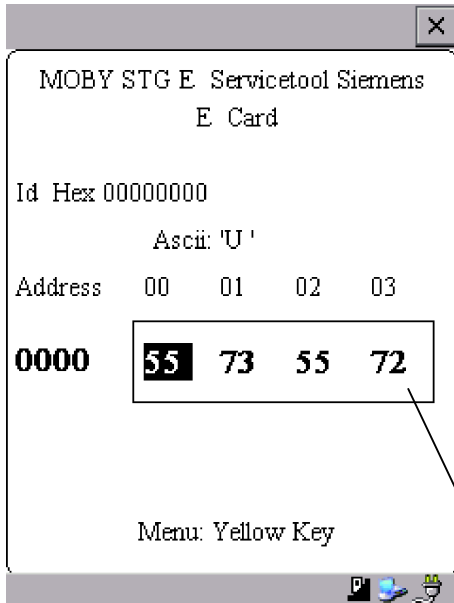 MOBY STG E Servicetool Siemens
E Card
Id Hex 00000000
Ascii: 'U '
Address 00 01 02 03
0000 55 73 55 72
Menu: Yellow Key